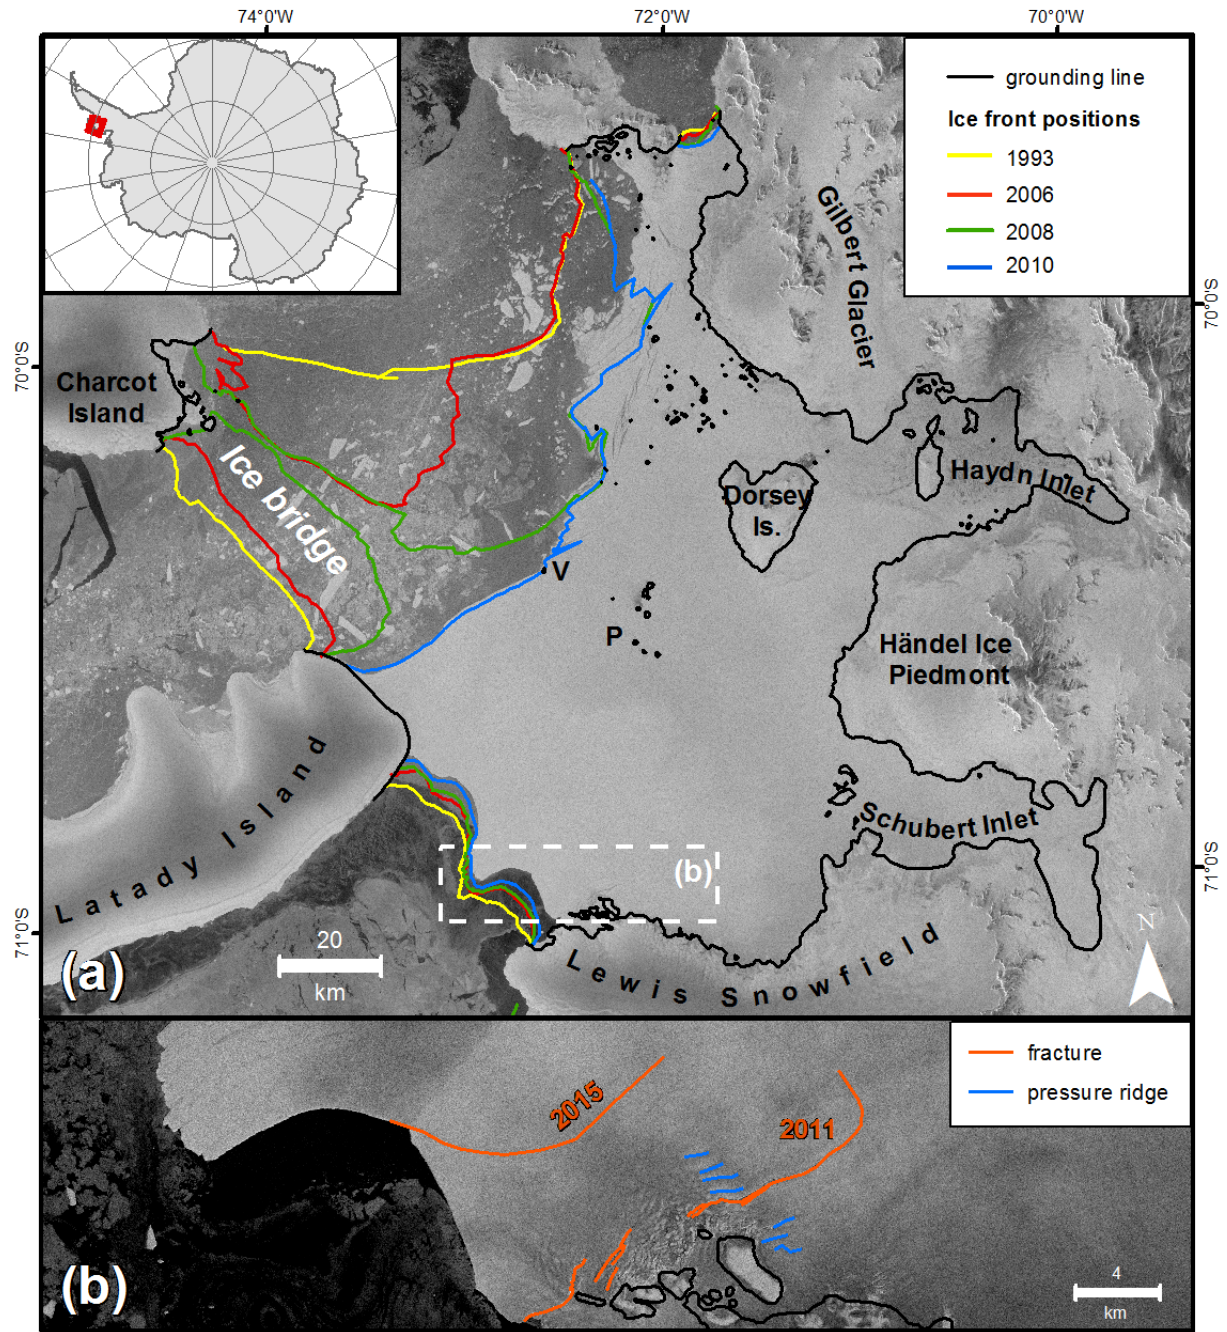 74°0'W
72°0'W
70°0'W
grounding line
Ice front positions
1993
2006
2008
2010
Gilbert Glacier
70°0'S
70°0'S
Charcot
Island
Ice bridge
Haydn Inlet
Dorsey
Is.
V
P
Händel Ice
Piedmont
Latady Island
Schubert Inlet
(b)
71°0'S
71°0'S
20
km
Lewis Snowfield
N
(a)
fracture
pressure ridge
2015
2011
(b)
4
km